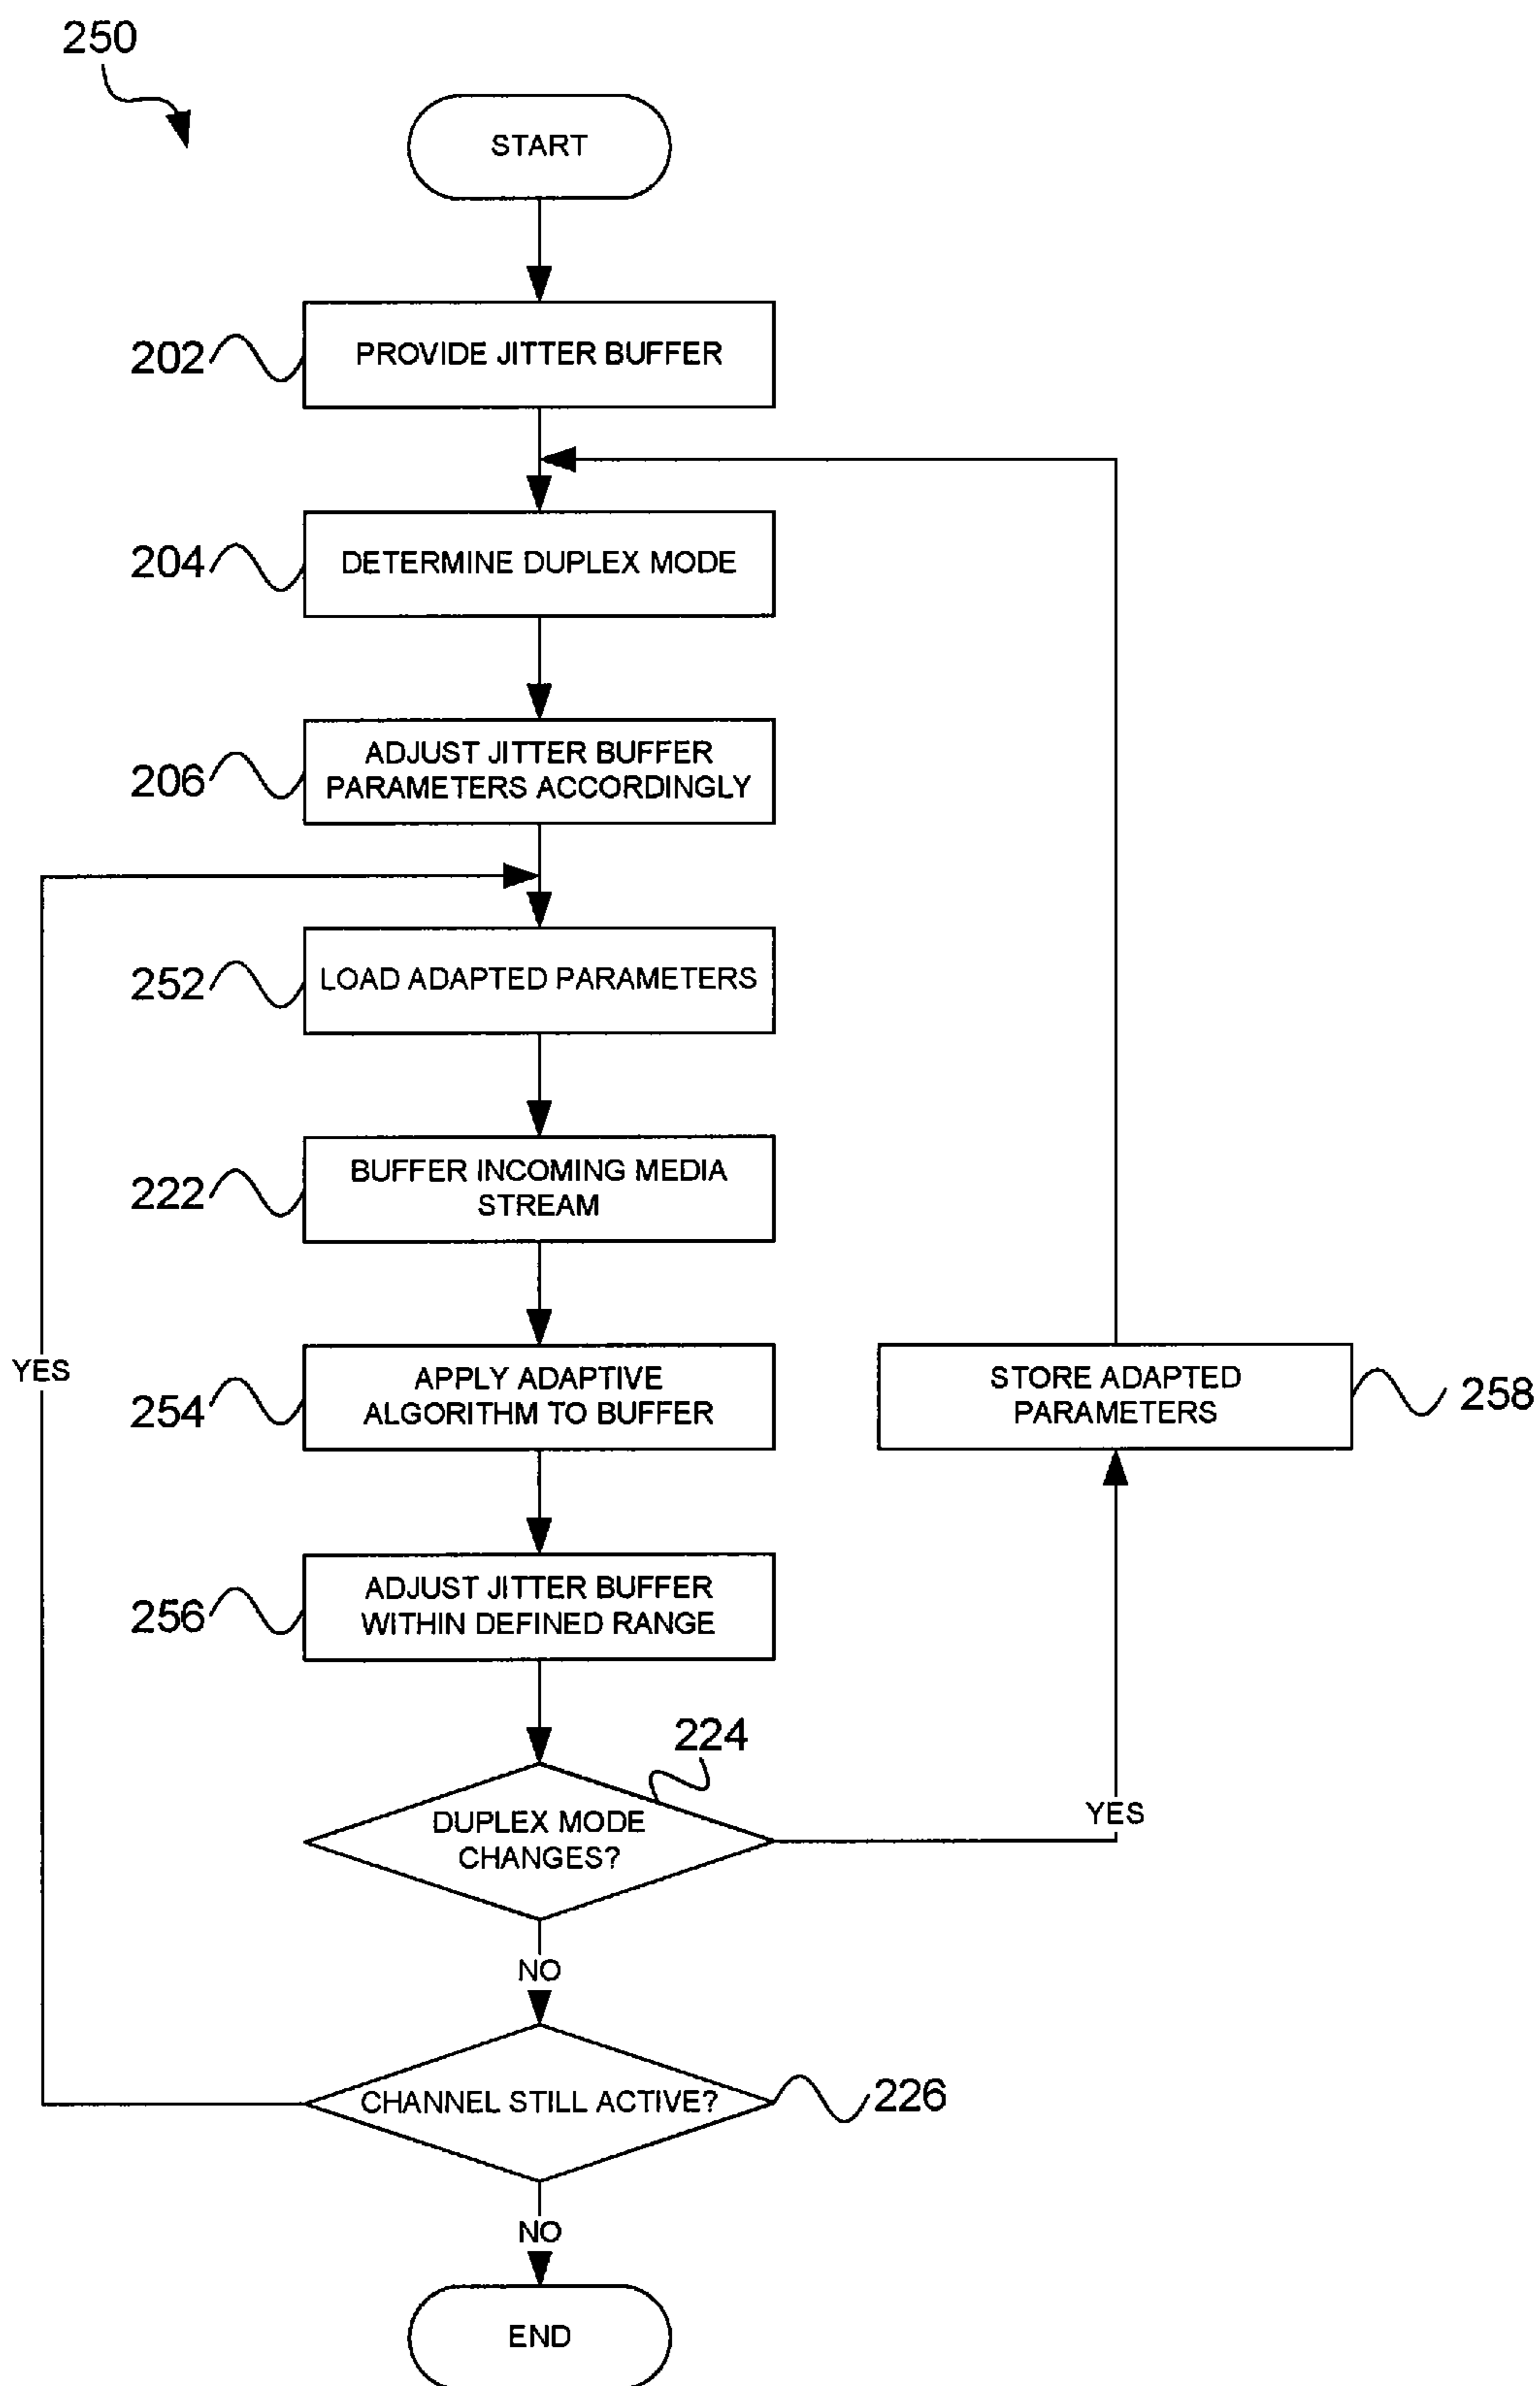 250
START
202
PROVIDE JITTER BUFFER
204
DETERMINE DUPLEX MODE
206
ADJUST JITTER BUFFER
PARAMETERS ACCORDINGLY
252
LOAD ADAPTED PARAMETERS
222
BUFFER INCOMING MEDIA
STREAM
YES
254
APPLY ADAPTIVE
ALGORITHM TO BUFFER
STORE ADAPTED
PARAMETERS
258
256
ADJUST JITTER BUFFER
WITHIN DEFINED RANGE
224
DUPLEX MODE
CHANGES?
YES
NO
CHANNEL STILL ACTIVE?
226
NO
END